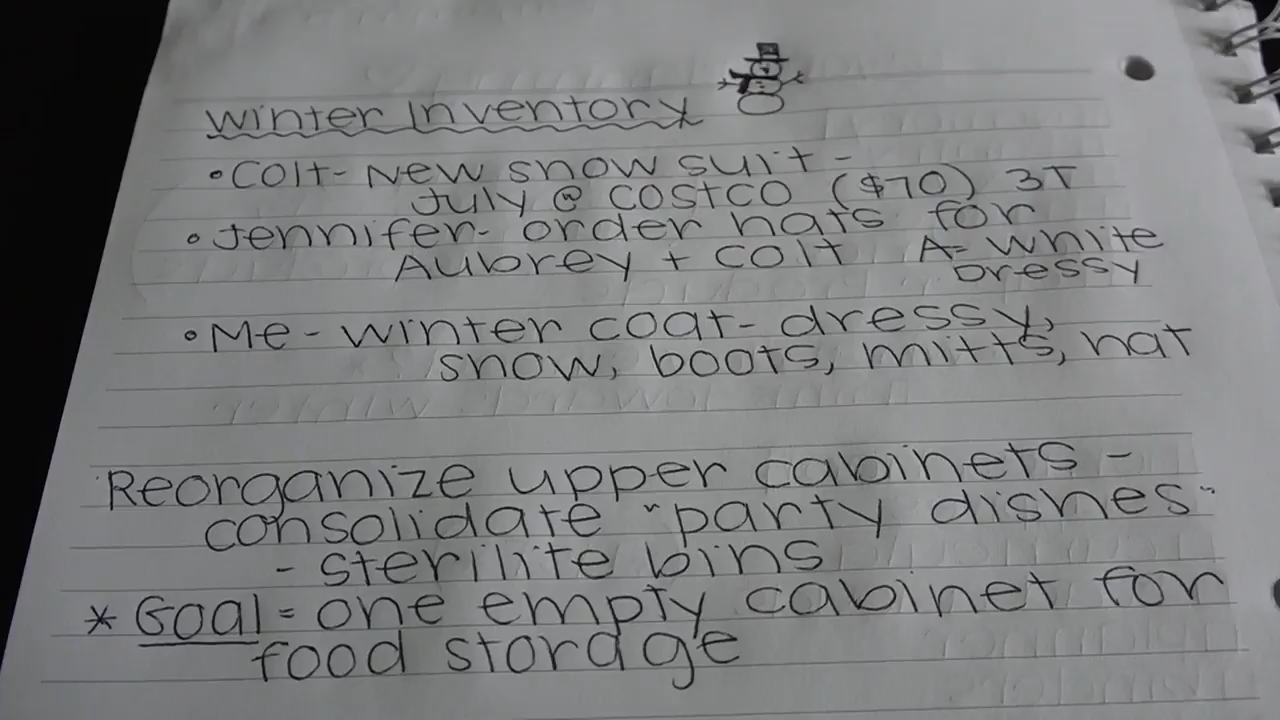 Winter Inventory
• Colt - New snow suit -
July @ Costco ($70) 3T
• Jennifer - order hats for
Aubrey + Colt A = White
Dressy
• Me - winter coat - dressy,
snow, boots, mitts, hat
Reorganize upper cabinets -
consolidate "party dishes"
- sterilite bins
* Goal = one empty cabinet for
food storage